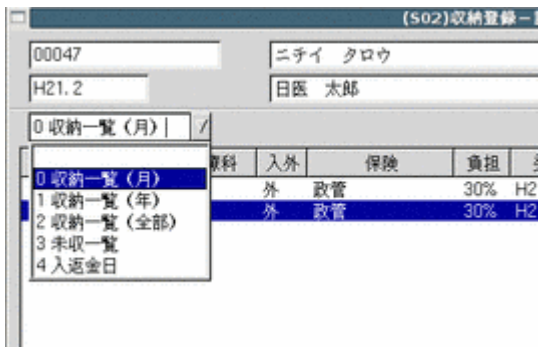 (S02)収納登録－
00047
ニチイ タロウ
H21.2
日医 太郎
0 収納一覧（月）
療科 入外 保険 負担
0 収納一覧（月） 外 政管 30% H2
1 収納一覧（年） 外 政管 30% H2
2 収納一覧（全部）
3 未収一覧
4 入返金日